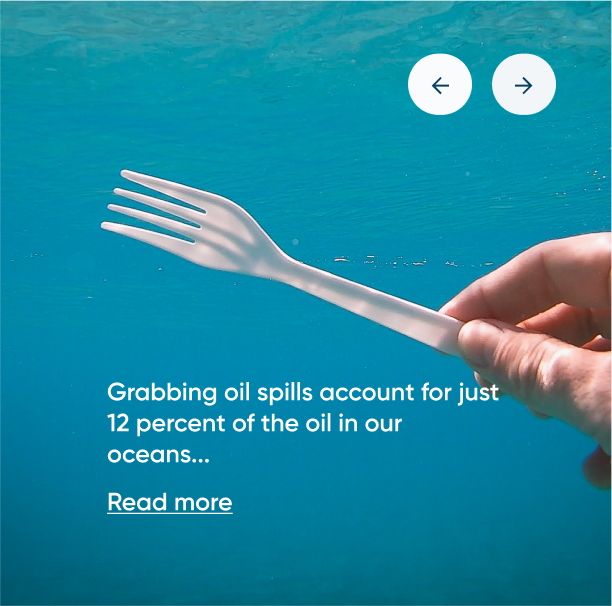 Grabbing oil spills account for just
12 percent of the oil in our
oceans...
Read more